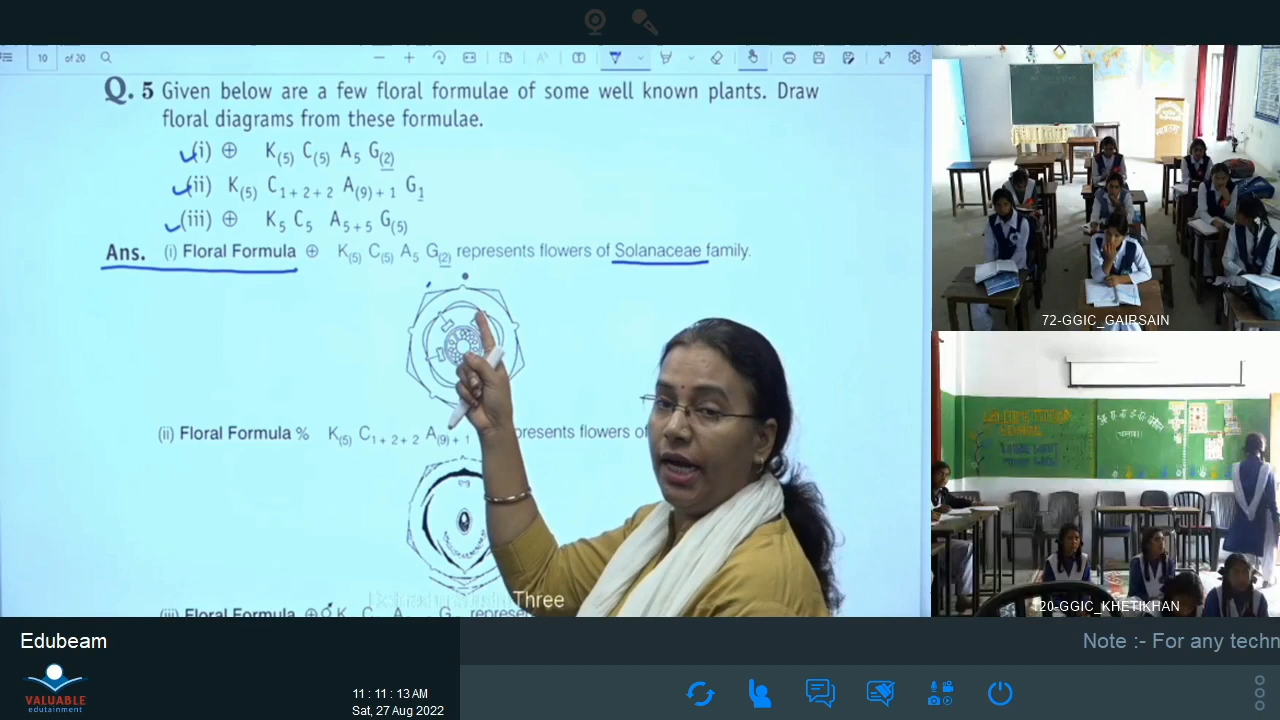 10 of 20
Q. 5 Given below are a few floral formulae of some well known plants. Draw
floral diagrams from these formulae.
(i) ⊕ K(5) C(5) A5 G(2)
(ii) K(5) C1+2+2 A(9)+1 G1
(iii) ⊕ K5 C5 A5+5 G(5)
Ans. (i) Floral Formula ⊕ K(5) C(5) A5 G(2) represents flowers of Solanaceae family.
(ii) Floral Formula % K(5) C1+2+2 A(9)+1 presents flowers of
(iii) Floral Formula ⊕ K C A G represe
Three
72-GGIC_GAIRSAIN
120-GGIC_KHETIKHAN
Edubeam
VALUABLE
edutainment
11 : 11 : 13 AM
Sat, 27 Aug 2022
Note :- For any techn